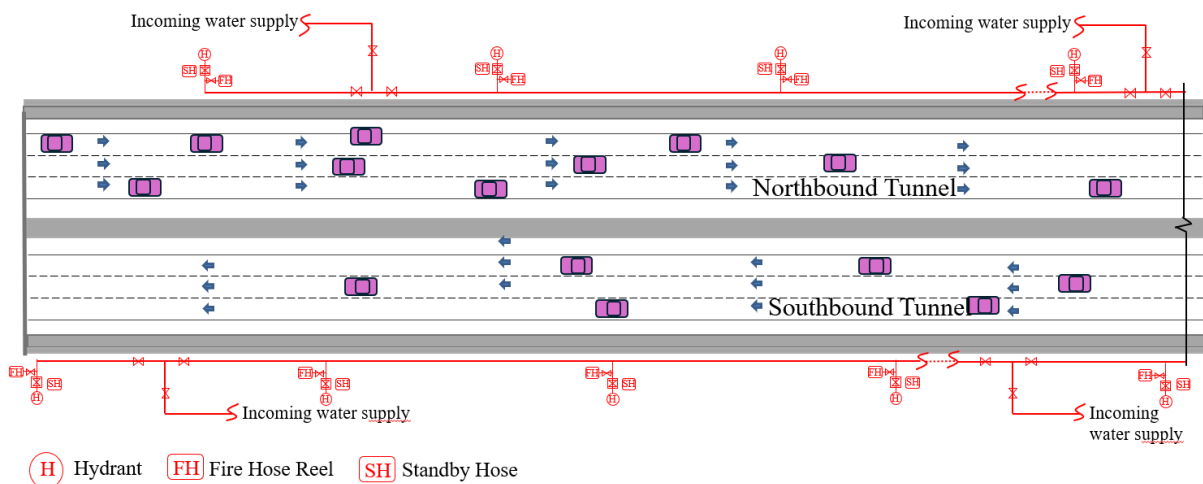 Incoming water supply
Incoming water supply
H
H
H
H
SH
FH
SH
FH
SH
FH
SH
FH
Northbound Tunnel
Southbound Tunnel
FH
SH
FH
SH
FH
SH
FH
SH
FH
SH
H
H
H
H
H
Incoming water supply
Incoming
water supply
H Hydrant FH Fire Hose Reel SH Standby Hose